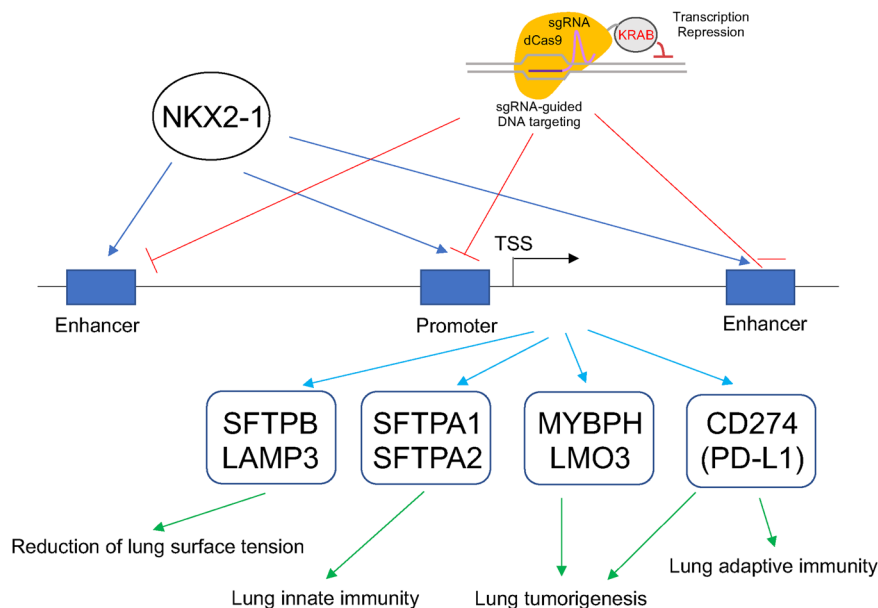 sgRNA
dCas9
KRAB
Transcription
Repression
sgRNA-guided
DNA targeting
NKX2-1
TSS
Enhancer
Promoter
Enhancer
SFTPB
LAMP3
SFTPA1
SFTPA2
MYBPH
LMO3
CD274
(PD-L1)
Reduction of lung surface tension
Lung adaptive immunity
Lung innate immunity
Lung tumorigenesis